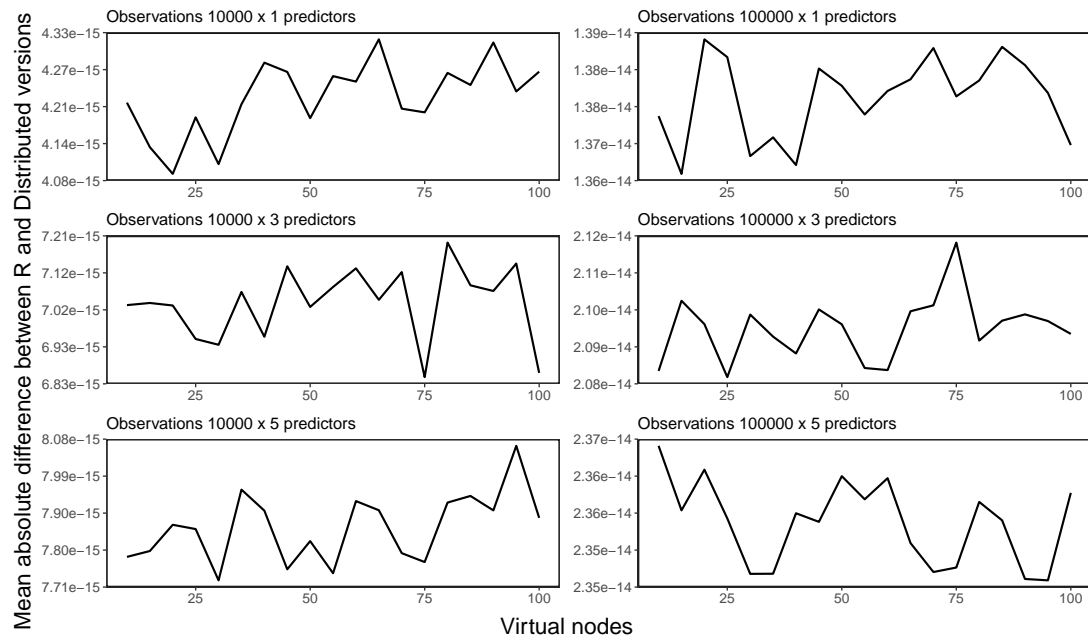 Mean absolute difference between R and Distributed versions
Observations 10000 x 1 predictors
4.33e−15
4.27e−15
4.21e−15
4.14e−15
4.08e−15
25 50 75 100
Observations 100000 x 1 predictors
1.39e−14
1.38e−14
1.38e−14
1.37e−14
1.36e−14
25 50 75 100
Observations 10000 x 3 predictors
7.21e−15
7.12e−15
7.02e−15
6.93e−15
6.83e−15
25 50 75 100
Observations 100000 x 3 predictors
2.12e−14
2.11e−14
2.10e−14
2.09e−14
2.08e−14
25 50 75 100
Observations 10000 x 5 predictors
8.08e−15
7.99e−15
7.90e−15
7.80e−15
7.71e−15
25 50 75 100
Observations 100000 x 5 predictors
2.37e−14
2.36e−14
2.36e−14
2.35e−14
2.35e−14
25 50 75 100
Virtual nodes